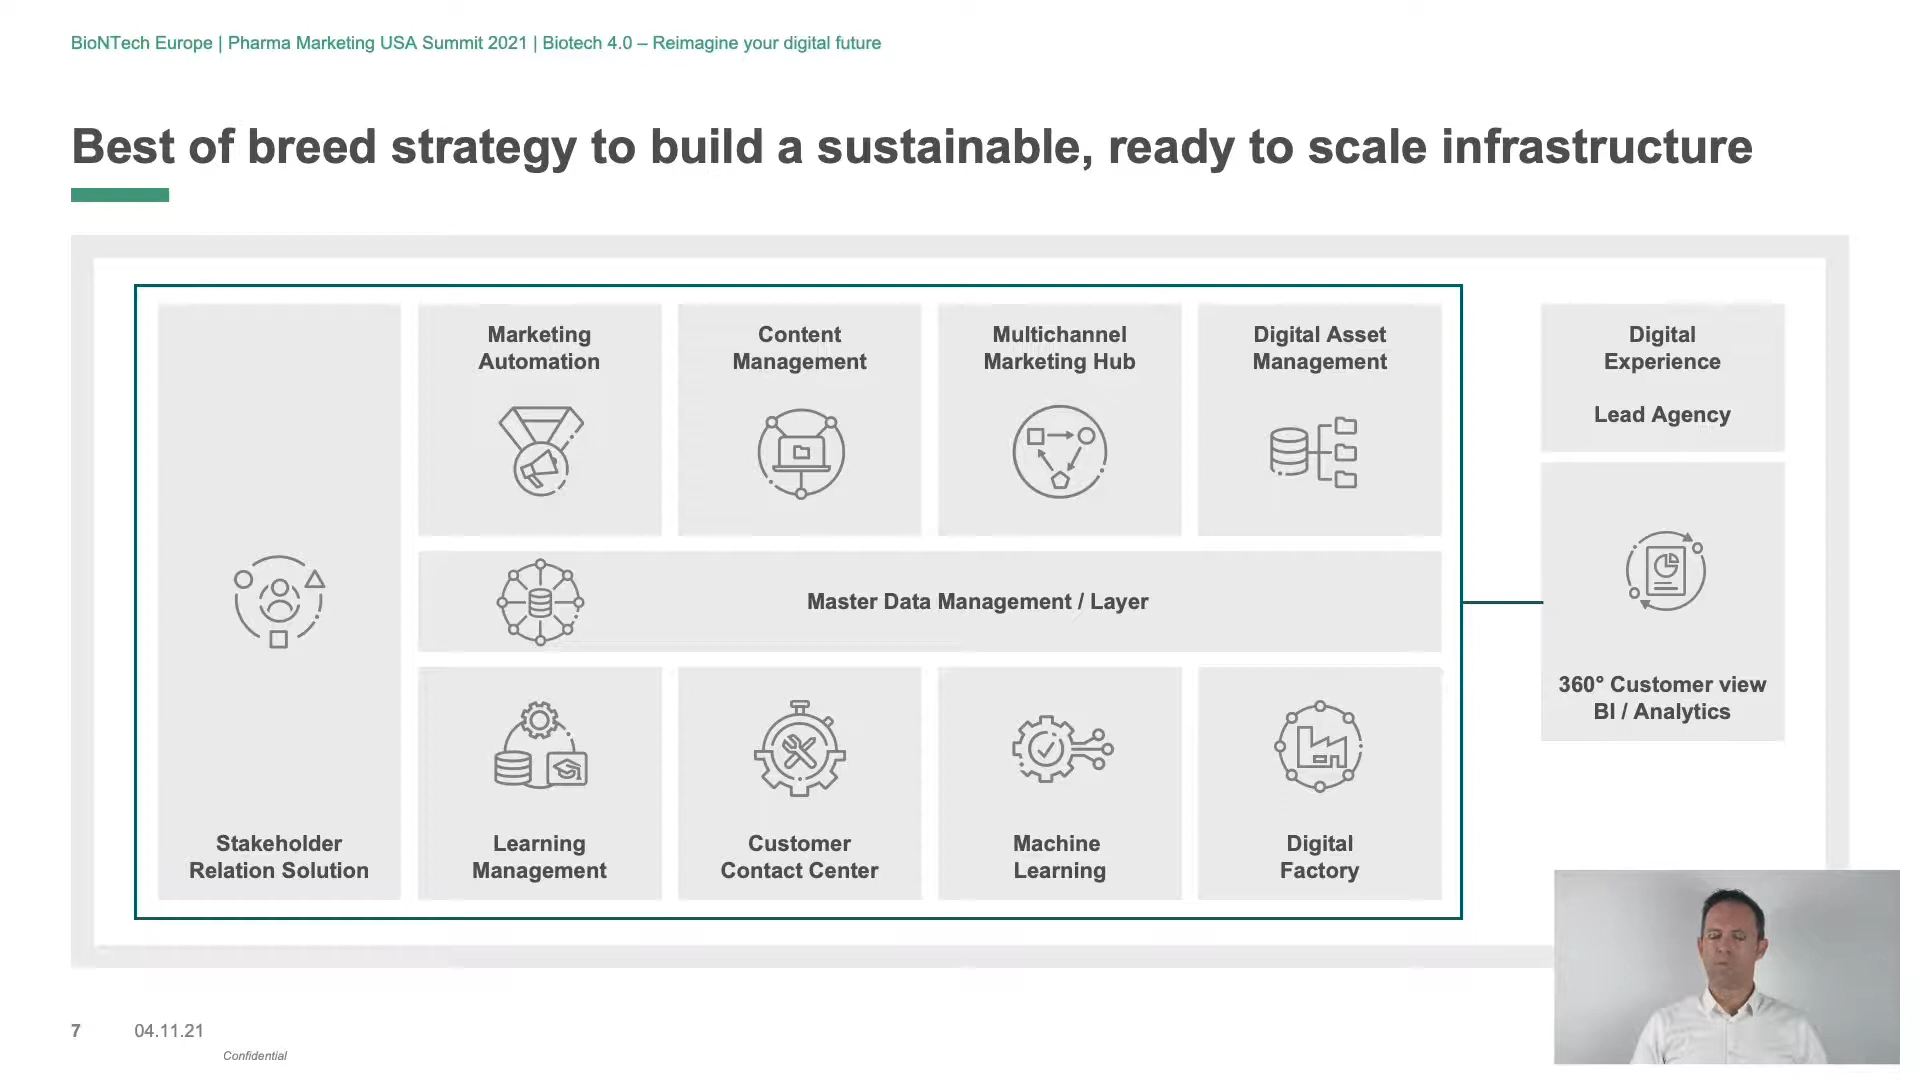 BioNTech Europe | Pharma Marketing USA Summit 2021 | Biotech 4.0 – Reimagine your digital future
Best of breed strategy to build a sustainable, ready to scale infrastructure
Marketing
Automation
Content
Management
Multichannel
Marketing Hub
Digital Asset
Management
Digital
Experience
Lead Agency
Master Data Management / Layer
360° Customer view
BI / Analytics
Stakeholder
Relation Solution
Learning
Management
Customer
Contact Center
Machine
Learning
Digital
Factory
7
04.11.21
Confidential